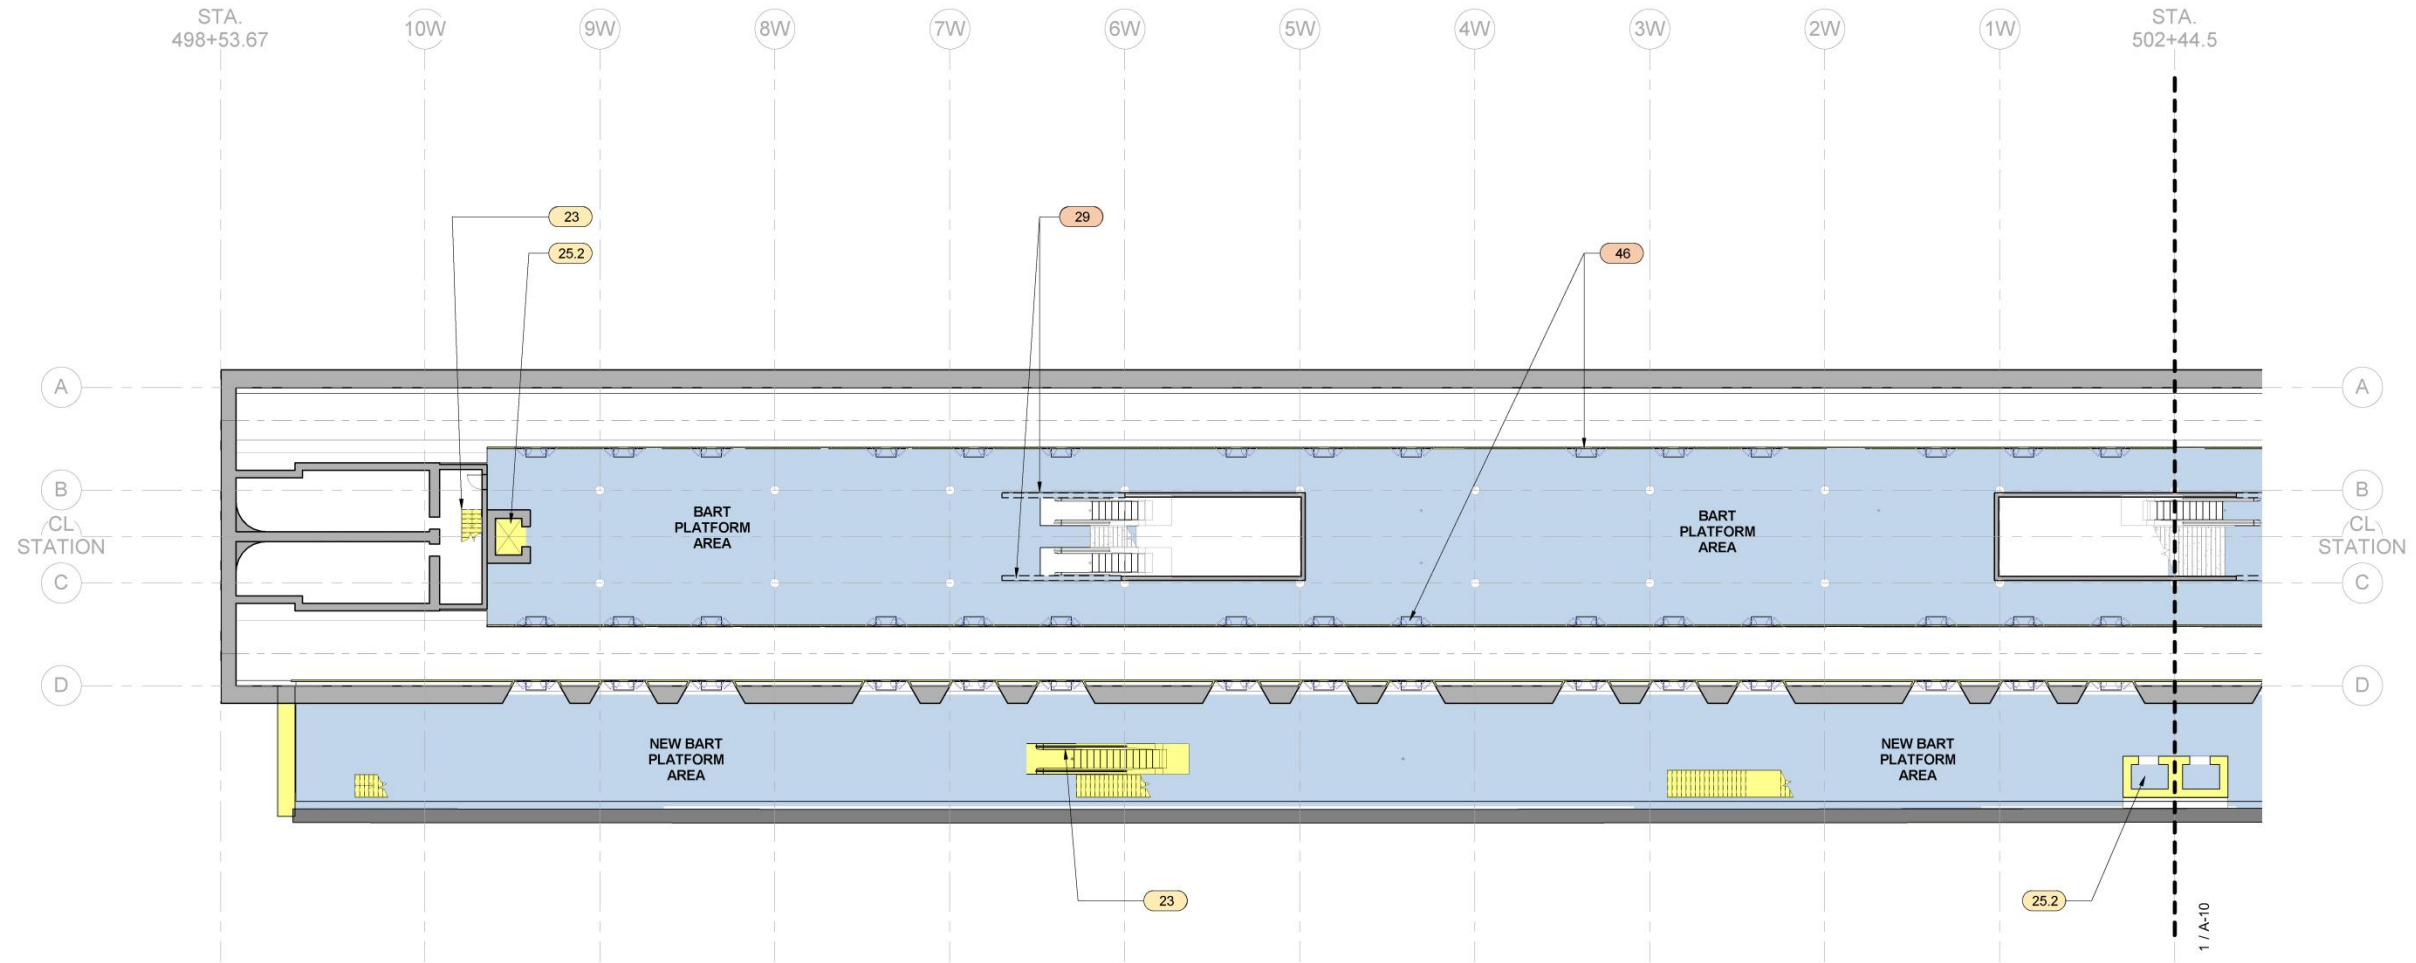 STA.
498+53.67
10W
9W
8W
7W
6W
5W
4W
3W
2W
1W
STA.
502+44.5
23
29
25.2
46
A
A
B
B
CL
STATION
CL
STATION
BART
PLATFORM
AREA
BART
PLATFORM
AREA
C
C
D
D
NEW BART
PLATFORM
AREA
NEW BART
PLATFORM
AREA
23
25.2
1 / A-10